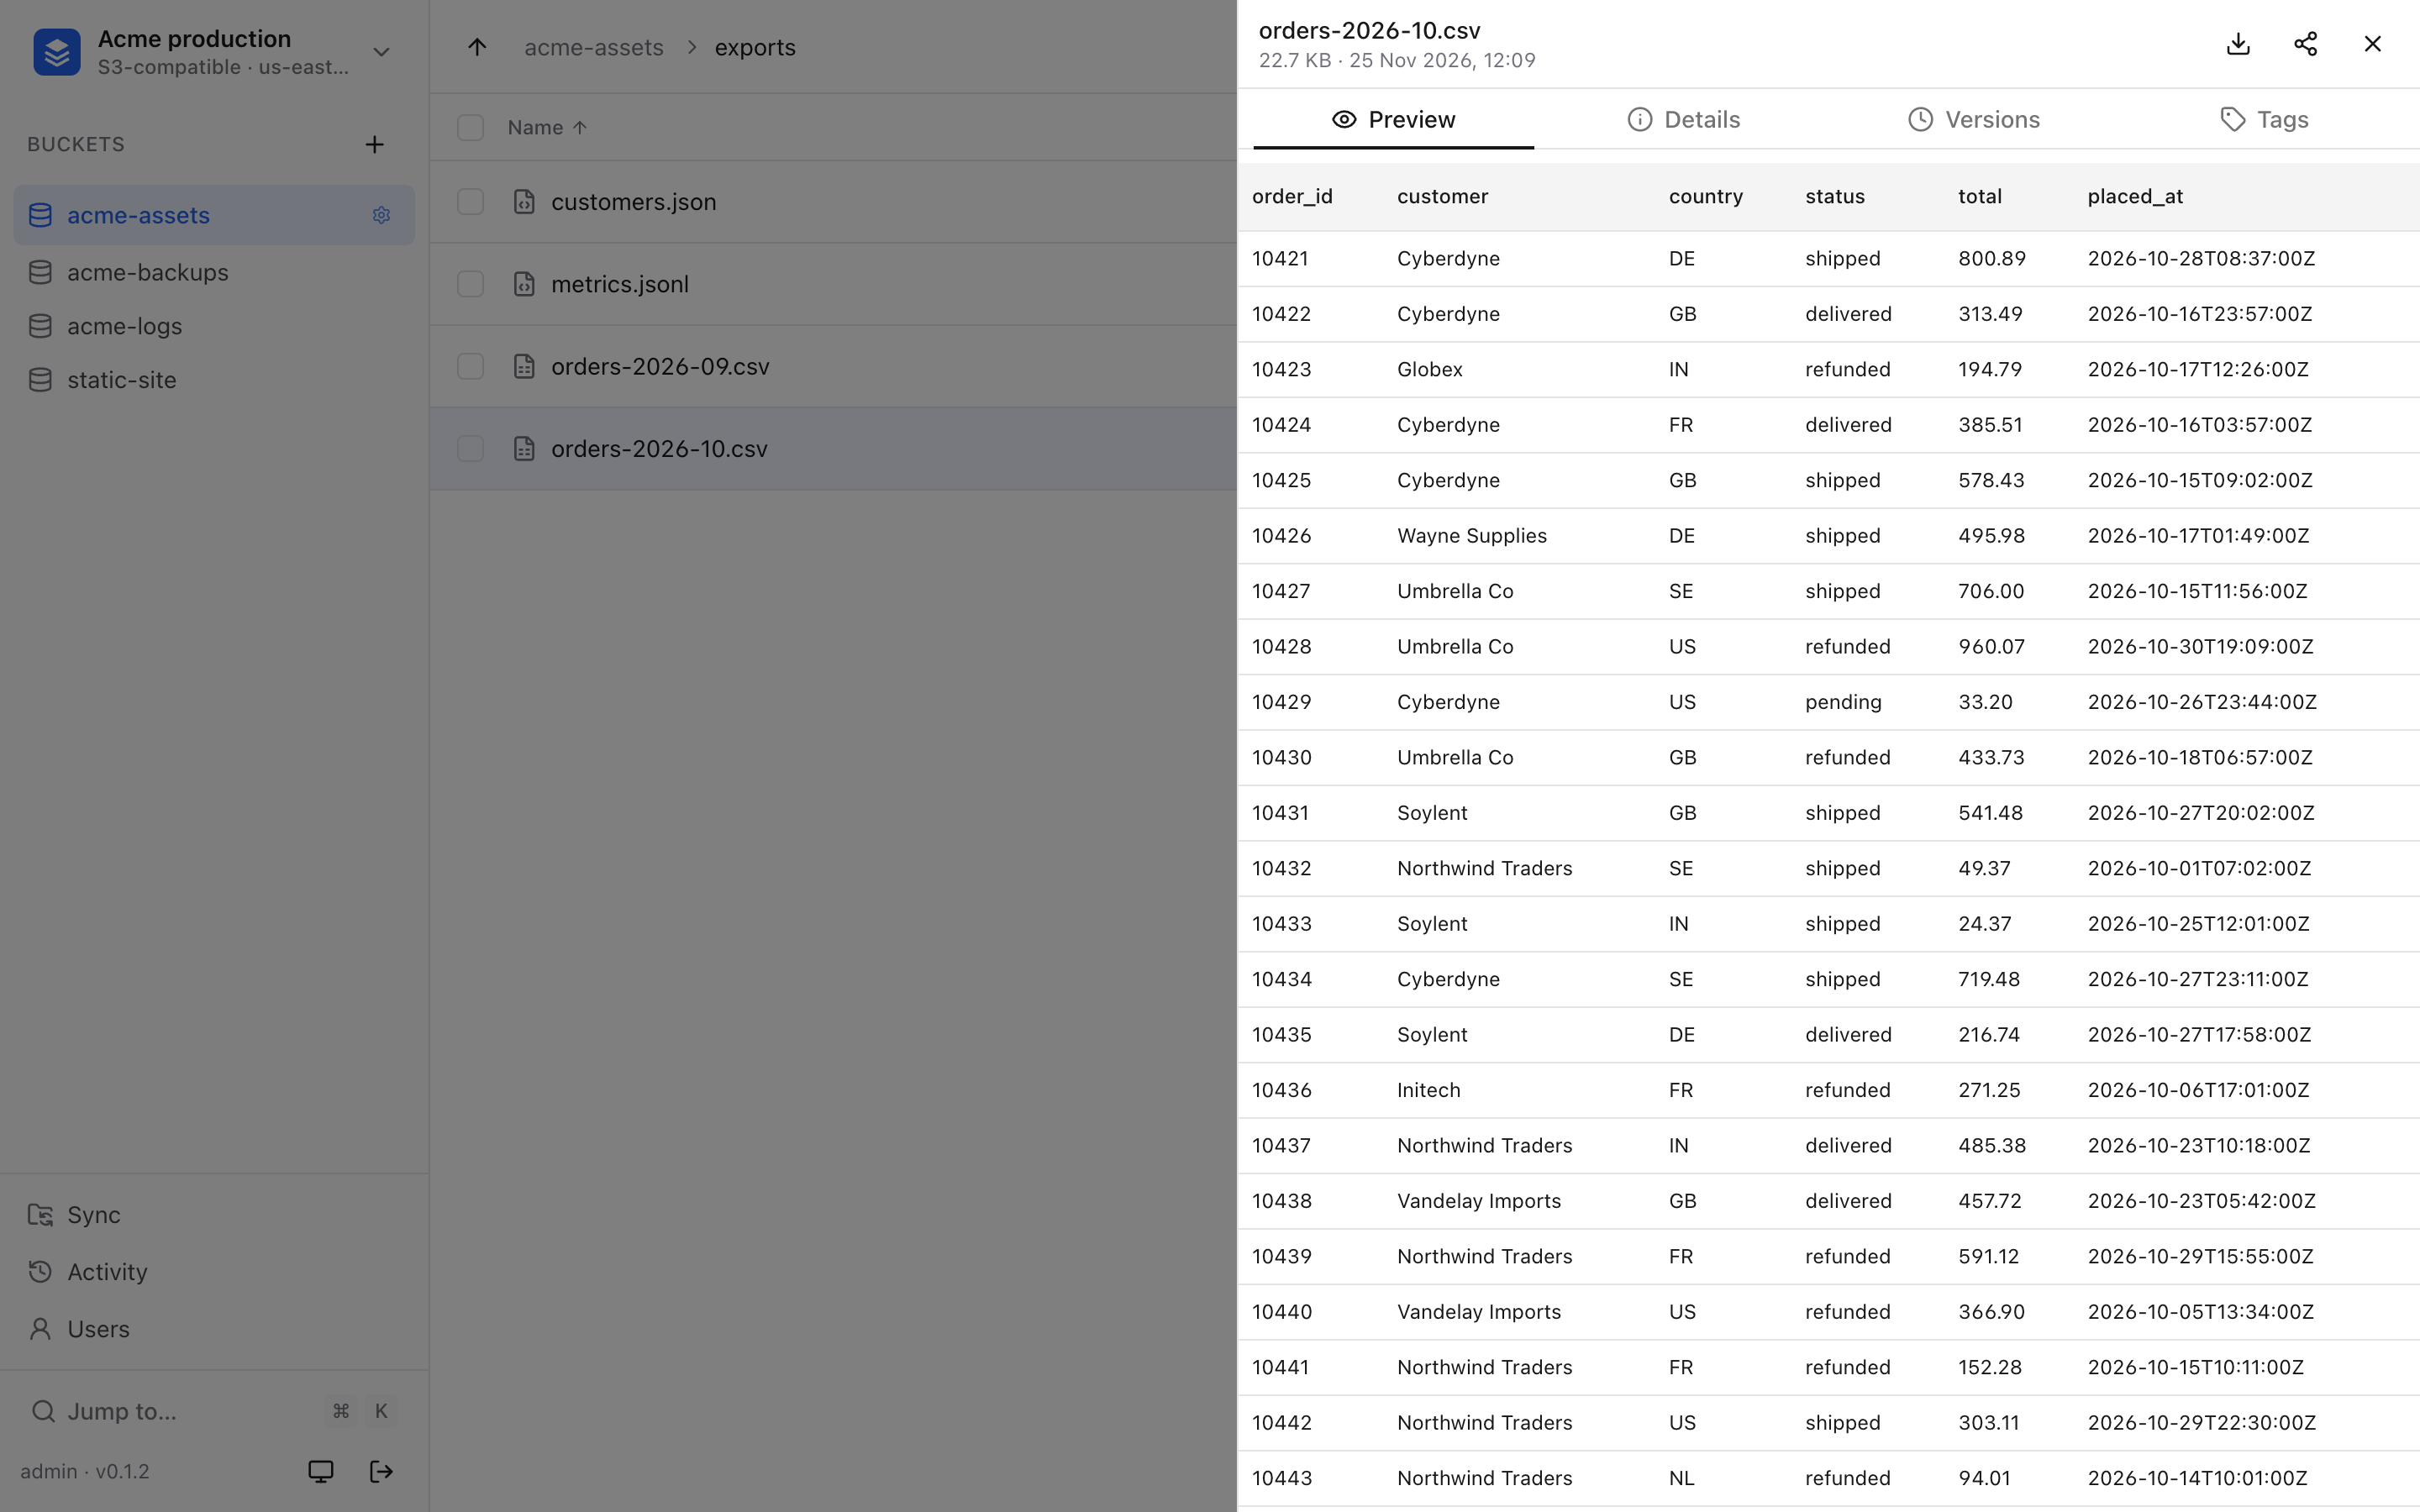 Acme production
S3-compatible · us-east...
BUCKETS
acme-assets
acme-backups
acme-logs
static-site
Sync
Activity
Users
Jump to...
⌘ K
admin · v0.1.2
acme-assets > exports
Name ↑
customers.json
metrics.jsonl
orders-2026-09.csv
orders-2026-10.csv
orders-2026-10.csv
22.7 KB · 25 Nov 2026, 12:09
Preview Details Versions Tags
order_id customer country status total placed_at
10421 Cyberdyne DE shipped 800.89 2026-10-28T08:37:00Z
10422 Cyberdyne GB delivered 313.49 2026-10-16T23:57:00Z
10423 Globex IN refunded 194.79 2026-10-17T12:26:00Z
10424 Cyberdyne FR delivered 385.51 2026-10-16T03:57:00Z
10425 Cyberdyne GB shipped 578.43 2026-10-15T09:02:00Z
10426 Wayne Supplies DE shipped 495.98 2026-10-17T01:49:00Z
10427 Umbrella Co SE shipped 706.00 2026-10-15T11:56:00Z
10428 Umbrella Co US refunded 960.07 2026-10-30T19:09:00Z
10429 Cyberdyne US pending 33.20 2026-10-26T23:44:00Z
10430 Umbrella Co GB refunded 433.73 2026-10-18T06:57:00Z
10431 Soylent GB shipped 541.48 2026-10-27T20:02:00Z
10432 Northwind Traders SE shipped 49.37 2026-10-01T07:02:00Z
10433 Soylent IN shipped 24.37 2026-10-25T12:01:00Z
10434 Cyberdyne SE shipped 719.48 2026-10-27T23:11:00Z
10435 Soylent DE delivered 216.74 2026-10-27T17:58:00Z
10436 Initech FR refunded 271.25 2026-10-06T17:01:00Z
10437 Northwind Traders IN delivered 485.38 2026-10-23T10:18:00Z
10438 Vandelay Imports GB delivered 457.72 2026-10-23T05:42:00Z
10439 Northwind Traders FR refunded 591.12 2026-10-29T15:55:00Z
10440 Vandelay Imports US refunded 366.90 2026-10-05T13:34:00Z
10441 Northwind Traders FR refunded 152.28 2026-10-15T10:11:00Z
10442 Northwind Traders US shipped 303.11 2026-10-29T22:30:00Z
10443 Northwind Traders NL refunded 94.01 2026-10-14T10:01:00Z